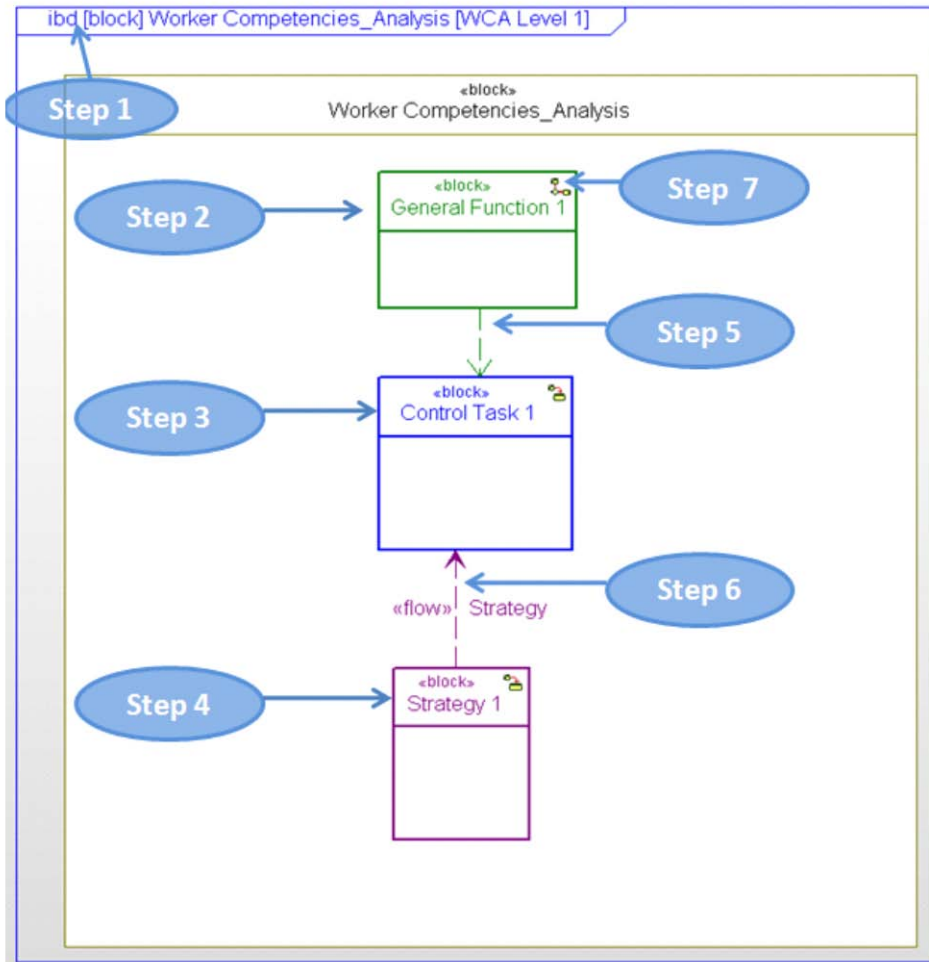 ibd [block] Worker Competencies_Analysis [WCA Level 1]
Step 1
«block»
Worker Competencies_Analysis
Step 2
«block»
General Function 1
Step 7
Step 5
Step 3
«block»
Control Task 1
Step 6
«flow» Strategy
Step 4
«block»
Strategy 1